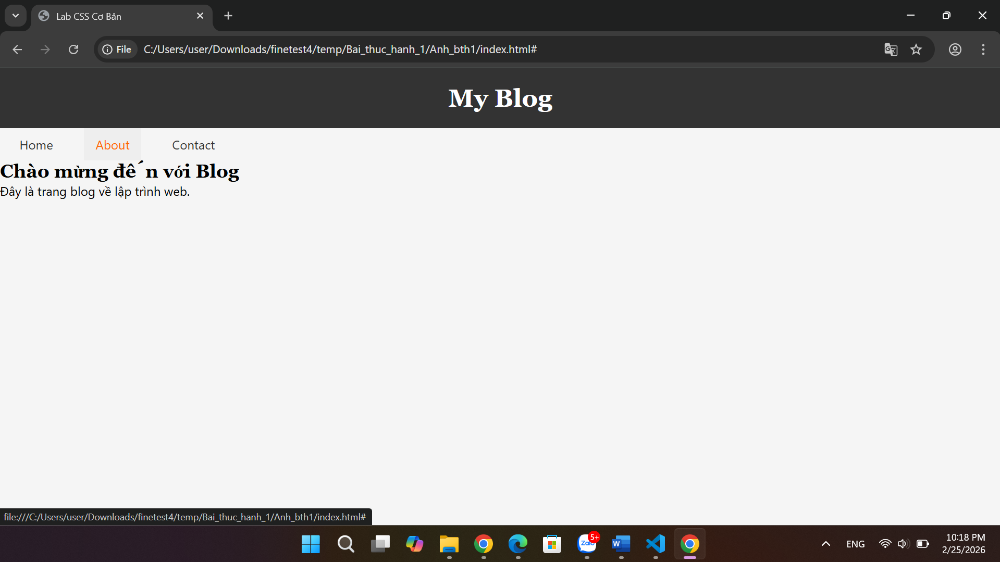 Lab CSS Cơ Bản
File
C:/Users/user/Downloads/finetest4/temp/Bai_thuc_hanh_1/Anh_bth1/index.html#
My Blog
Home About Contact
Chào mừng đến với Blog
Đây là trang blog về lập trình web.
file:///C:/Users/user/Downloads/finetest4/temp/Bai_thuc_hanh_1/Anh_bth1/index.html#
Zalo 5+
W
ENG
10:18 PM
2/25/2026